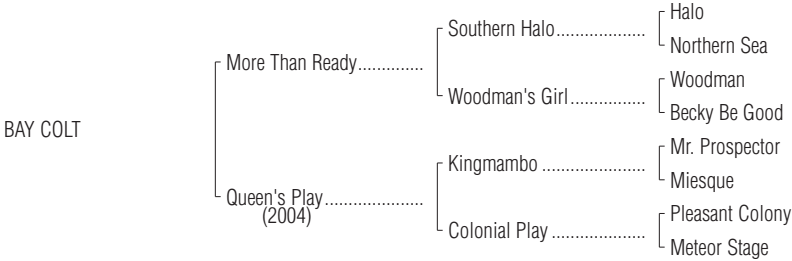 Halo
Southern Halo....................
Northern Sea
More Than Ready..............
Woodman
Woodman's Girl.................
Becky Be Good
BAY COLT
Mr. Prospector
Kingmambo ......................
Miesque
Queen's Play.....................
(2004)
Pleasant Colony
Colonial Play ....................
Meteor Stage